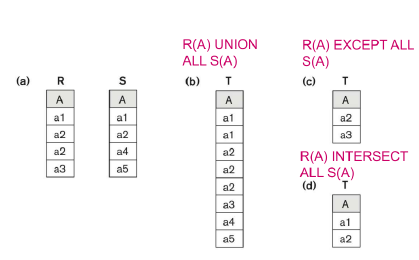 R(A) UNION
ALL S(A)
R(A) EXCEPT ALL
S(A)
(a) R S
A A
a1 a1
a2 a2
a2 a4
a3 a5
(b) T
A
a1
a1
a2
a2
a2
a3
a4
a5
(c) T
A
a2
a3
R(A) INTERSECT
ALL S(A)
(d) T
A
a1
a2